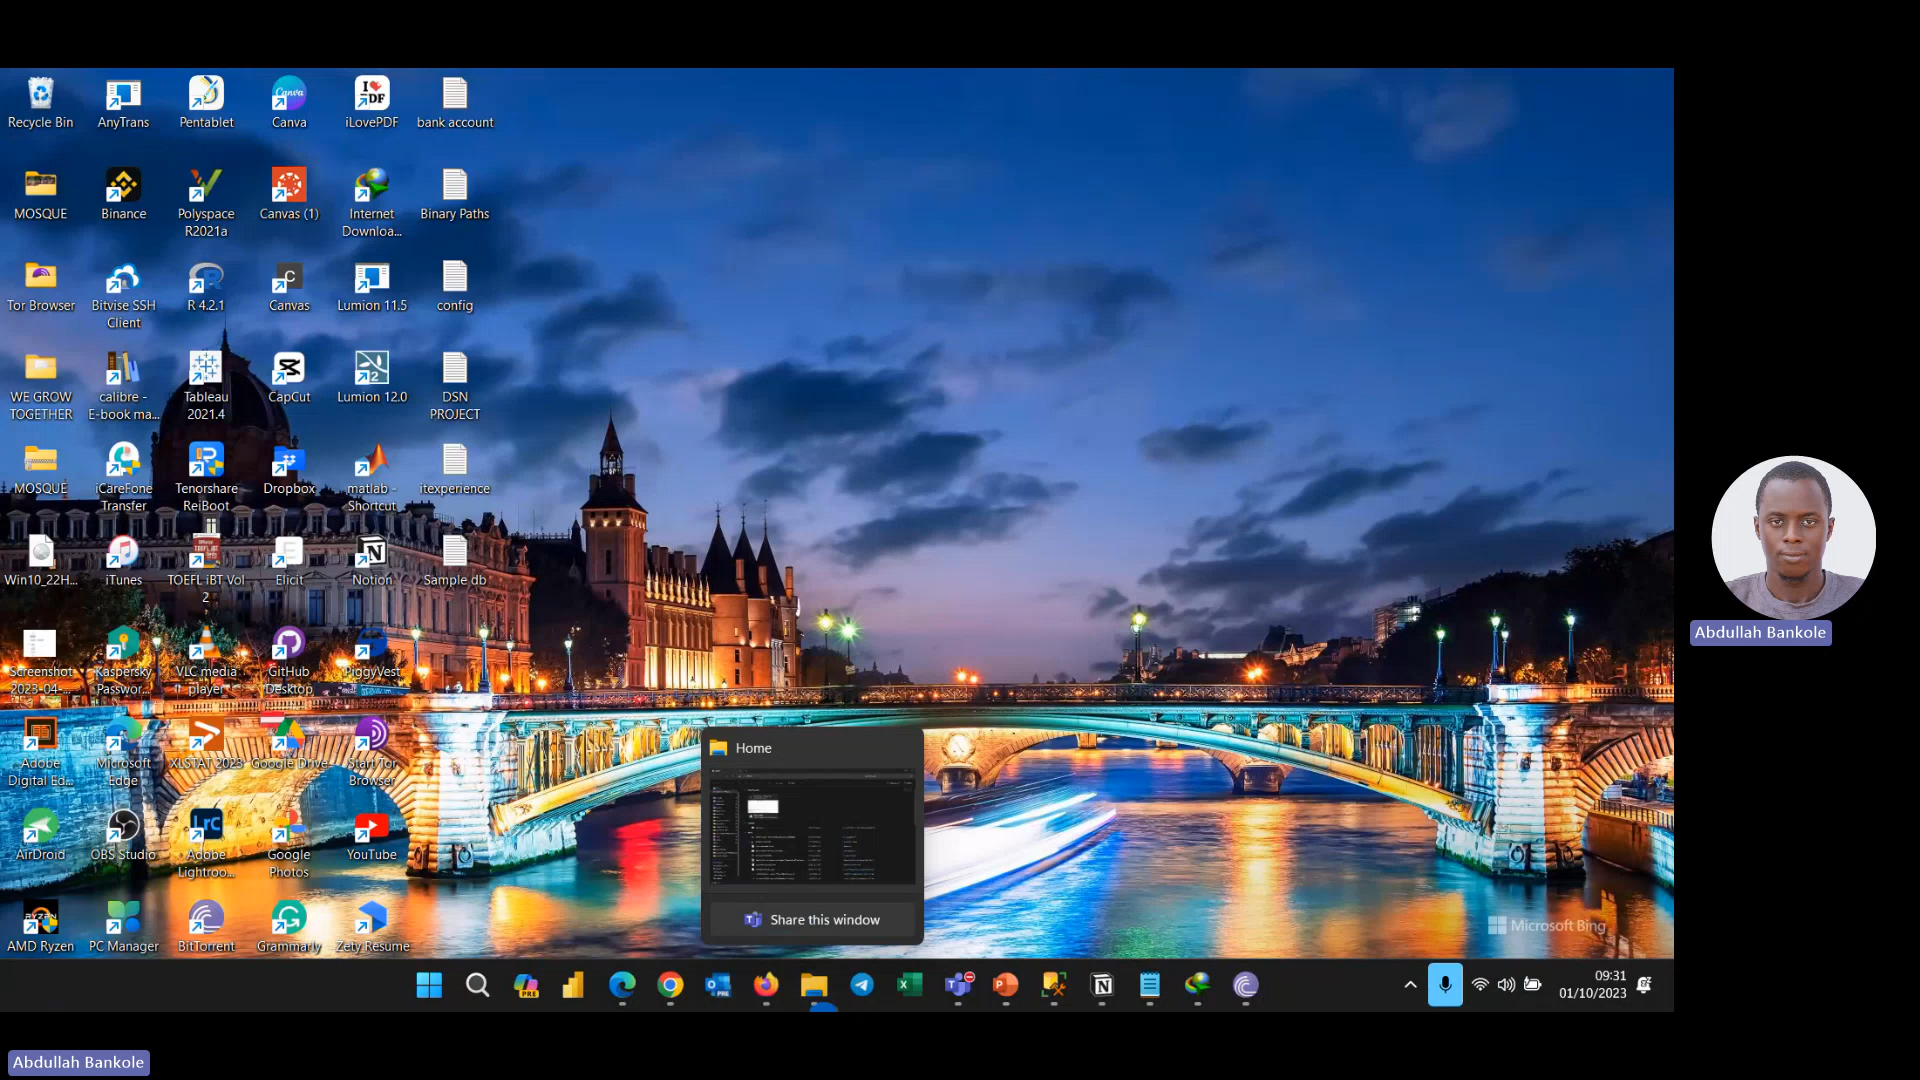 Recycle Bin
AnyTrans
Pentablet
Canva
iLovePDF
bank account
MOSQUE
Binance
Polyspace
R2021a
Canvas (1)
Internet
Downloa...
Binary Paths
Tor Browser
Bitvise SSH
Client
R 4.2.1
Canvas
Lumion 11.5
config
WE GROW
TOGETHER
calibre -
E-book ma...
Tableau
2021.4
CapCut
Lumion 12.0
DSN
PROJECT
MOSQUE
iCareFone
Transfer
Tenorshare
ReiBoot
Dropbox
matlab -
Shortcut
itexperience
Win10_22H...
iTunes
TOEFL iBT Vol
2
Elicit
Notion
Sample db
Screenshot
2023-04-...
Kaspersky
Passwor...
VLC media
player
GitHub
Desktop
PiggyVest
Adobe
Digital Ed...
Microsoft
Edge
XLSTAT 2023
Google Drive
Start Tor
Browser
AirDroid
OBS Studio
Adobe
Lightroo...
Google
Photos
YouTube
AMD Ryzen
PC Manager
BitTorrent
Grammarly
Zety Resume
Home
Share this window
Microsoft Bing
09:31
01/10/2023
Abdullah Bankole
Abdullah Bankole